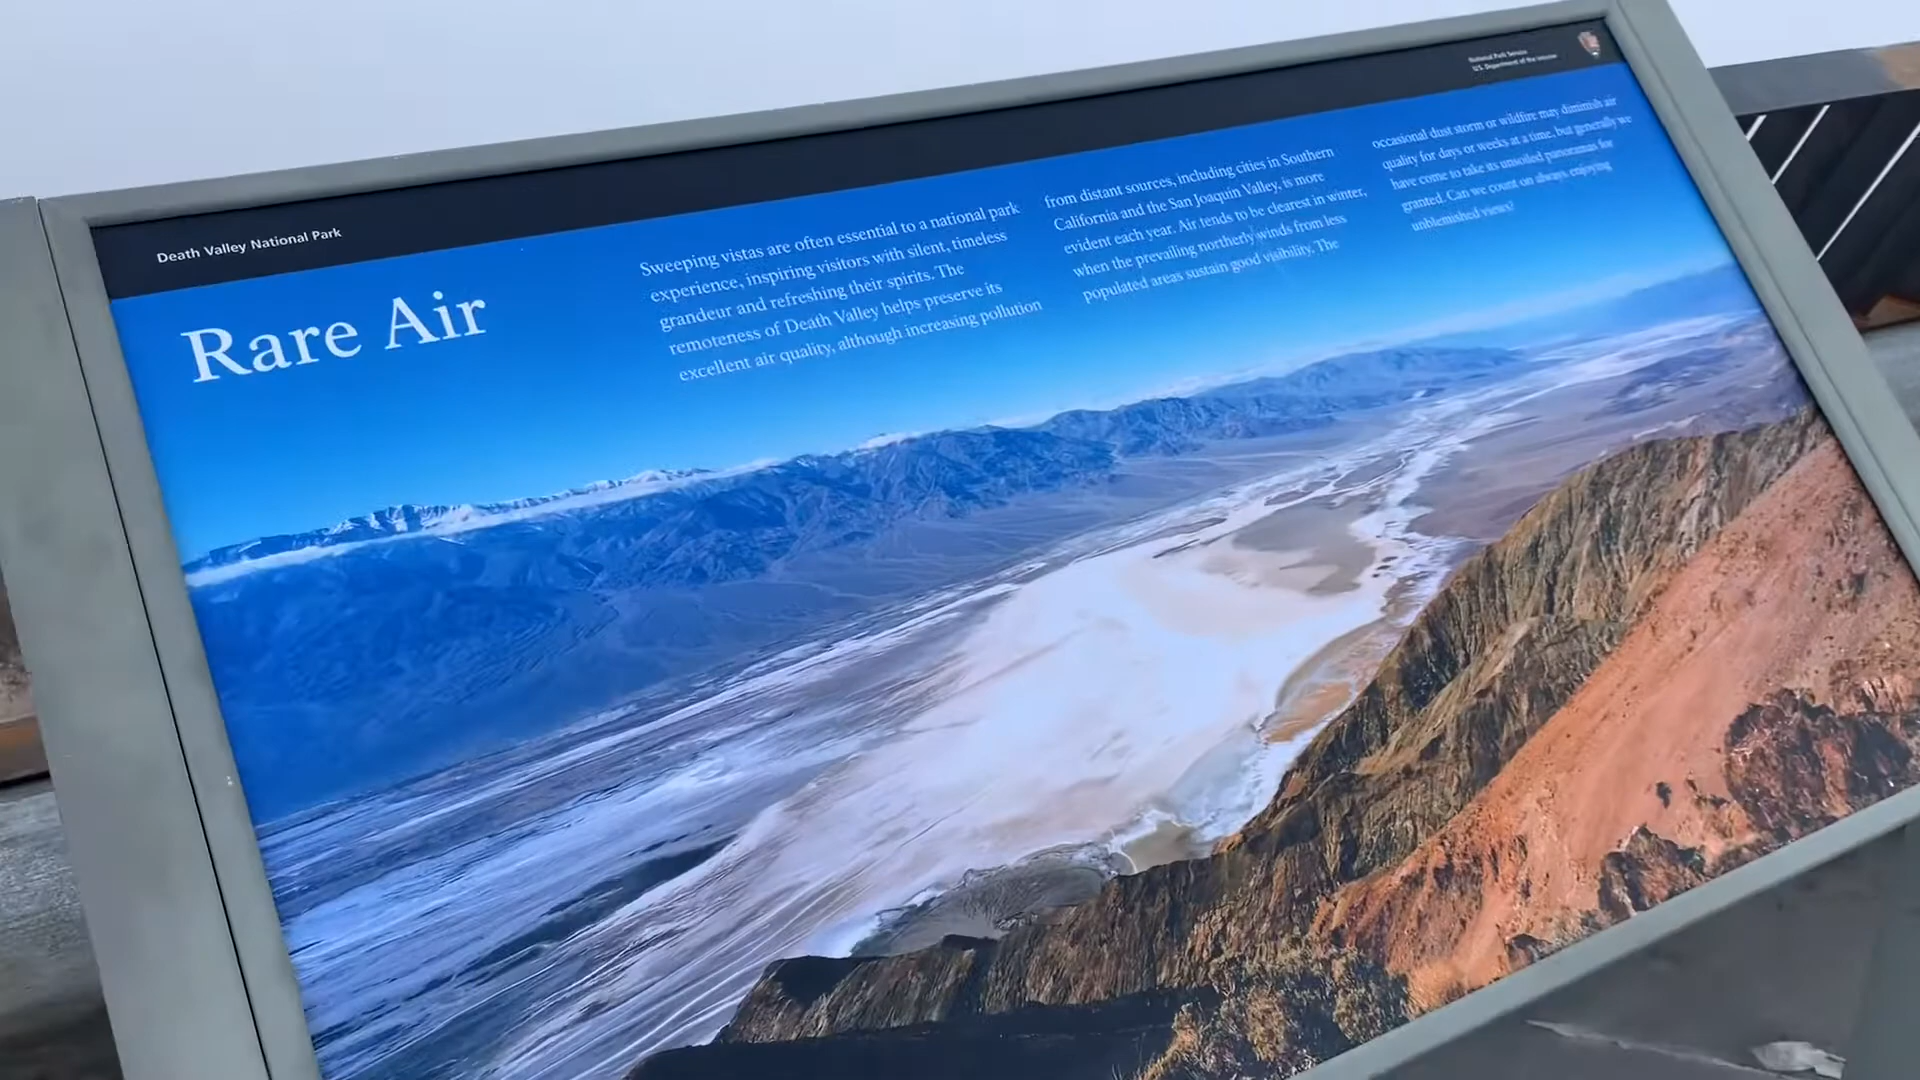 Death Valley National Park
National Park Service
U.S. Department of the Interior
Rare Air
Sweeping vistas are often essential to a national park
experience, inspiring visitors with silent, timeless
grandeur and refreshing their spirits. The
remoteness of Death Valley helps preserve its
excellent air quality, although increasing pollution
from distant sources, including cities in Southern
California and the San Joaquin Valley, is more
evident each year. Air tends to be clearest in winter,
when the prevailing northerly winds from less
populated areas sustain good visibility. The
occasional dust storm or wildfire may diminish air
quality for days or weeks at a time, but generally we
have come to take its unsoiled panoramas for
granted. Can we count on always enjoying
unblemished views?